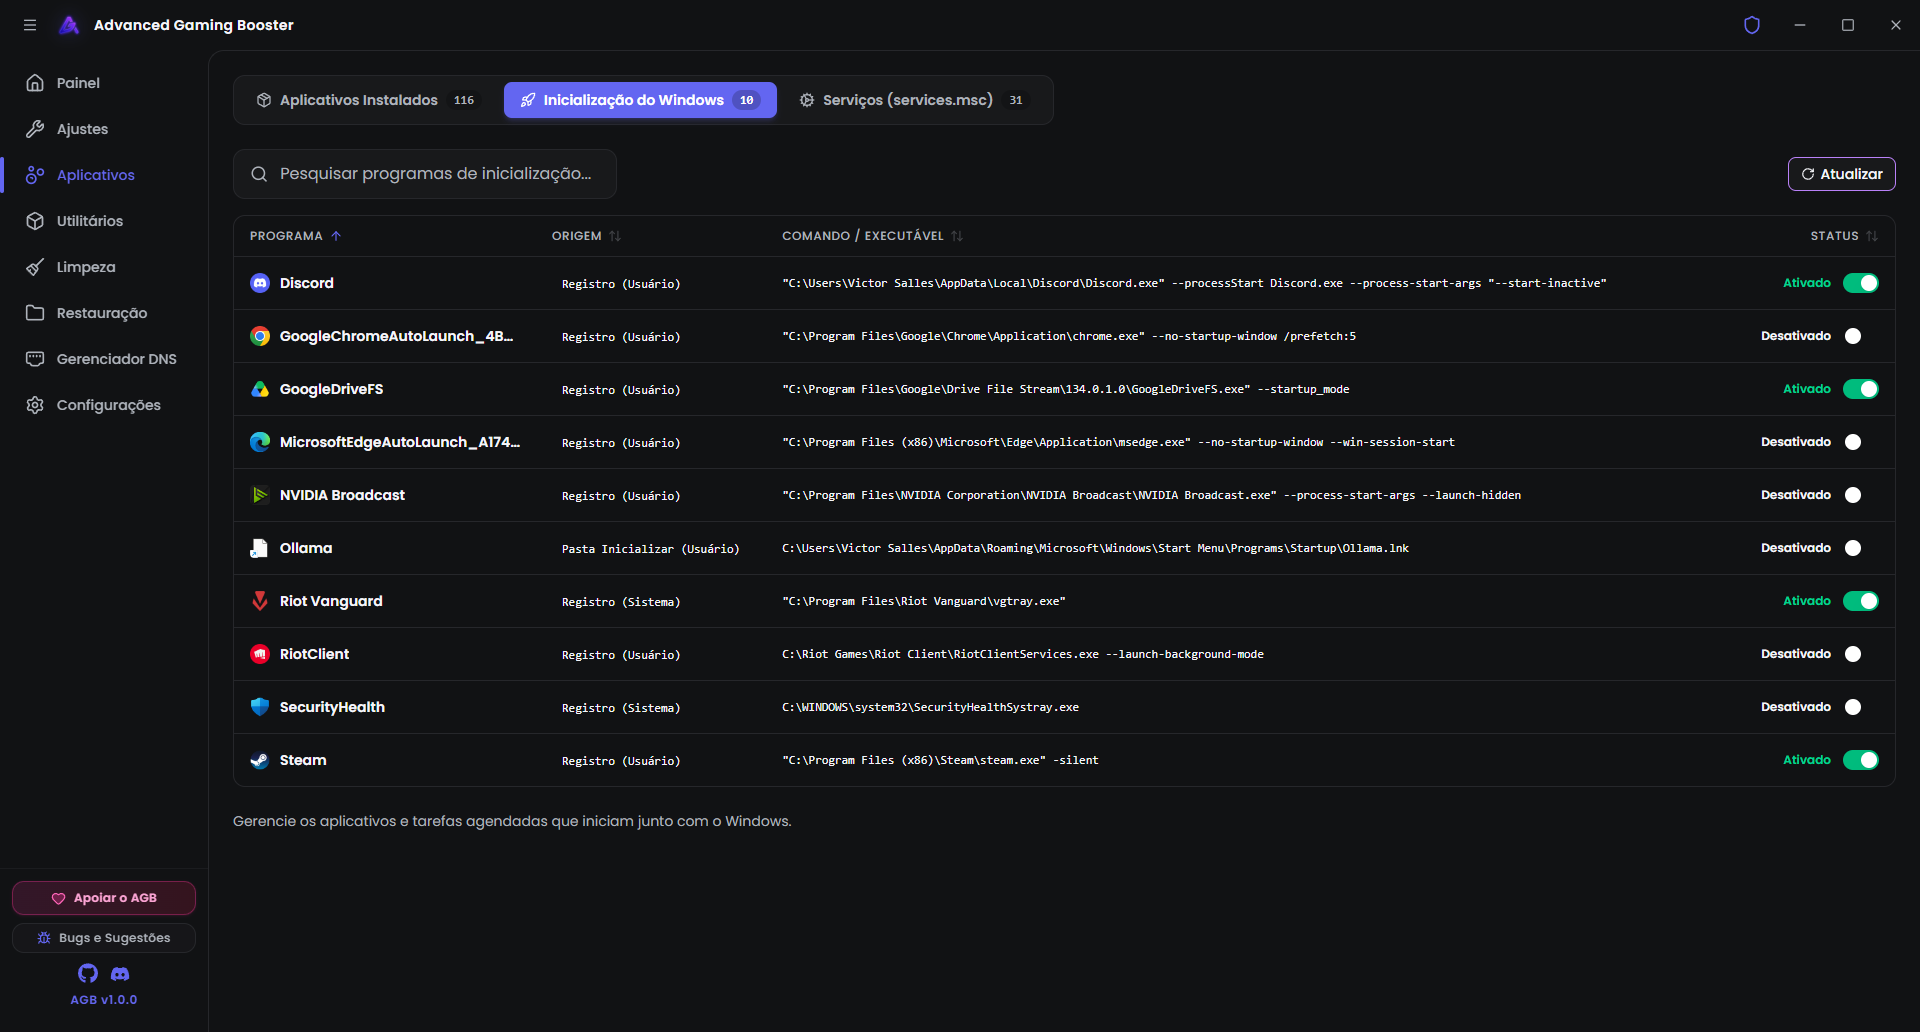 Advanced Gaming Booster
Painel
Ajustes
Aplicativos
Utilitários
Limpeza
Restauração
Gerenciador DNS
Configurações
Apoiar o AGB
Bugs e Sugestões
AGB v1.0.0
Aplicativos Instalados 116 Inicialização do Windows 10 Serviços (services.msc) 31
Pesquisar programas de inicialização...
Atualizar
PROGRAMA ORIGEM COMANDO / EXECUTÁVEL STATUS
Discord Registro (Usuário) "C:\Users\Victor Salles\AppData\Local\Discord\Discord.exe" --processStart Discord.exe --process-start-args "--start-inactive" Ativado
GoogleChromeAutoLaunch_4B... Registro (Usuário) "C:\Program Files\Google\Chrome\Application\chrome.exe" --no-startup-window /prefetch:5 Desativado
GoogleDriveFS Registro (Usuário) "C:\Program Files\Google\Drive File Stream\134.0.1.0\GoogleDriveFS.exe" --startup_mode Ativado
MicrosoftEdgeAutoLaunch_A174... Registro (Usuário) "C:\Program Files (x86)\Microsoft\Edge\Application\msedge.exe" --no-startup-window --win-session-start Desativado
NVIDIA Broadcast Registro (Usuário) "C:\Program Files\NVIDIA Corporation\NVIDIA Broadcast\NVIDIA Broadcast.exe" --process-start-args --launch-hidden Desativado
Ollama Pasta Inicializar (Usuário) C:\Users\Victor Salles\AppData\Roaming\Microsoft\Windows\Start Menu\Programs\Startup\Ollama.lnk Desativado
Riot Vanguard Registro (Sistema) "C:\Program Files\Riot Vanguard\vgtray.exe" Ativado
RiotClient Registro (Usuário) C:\Riot Games\Riot Client\RiotClientServices.exe --launch-background-mode Desativado
SecurityHealth Registro (Sistema) C:\WINDOWS\system32\SecurityHealthSystray.exe Desativado
Steam Registro (Usuário) "C:\Program Files (x86)\Steam\steam.exe" -silent Ativado
Gerencie os aplicativos e tarefas agendadas que iniciam junto com o Windows.